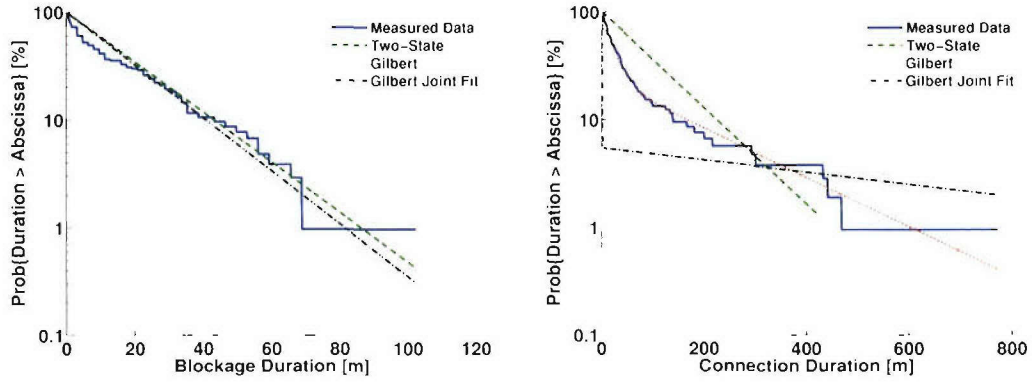 Prob{Duration > Abscissa} [%]
100
10
1
0.1
Measured Data
Two-State
Gilbert
Gilbert Joint Fit
0 20 40 60 80 100 120
Blockage Duration [m]
Prob{Duration > Abscissa} [%]
100
10
1
0.1
Measured Data
Two-State
Gilbert
Gilbert Joint Fit
0 200 400 600 800
Connection Duration [m]